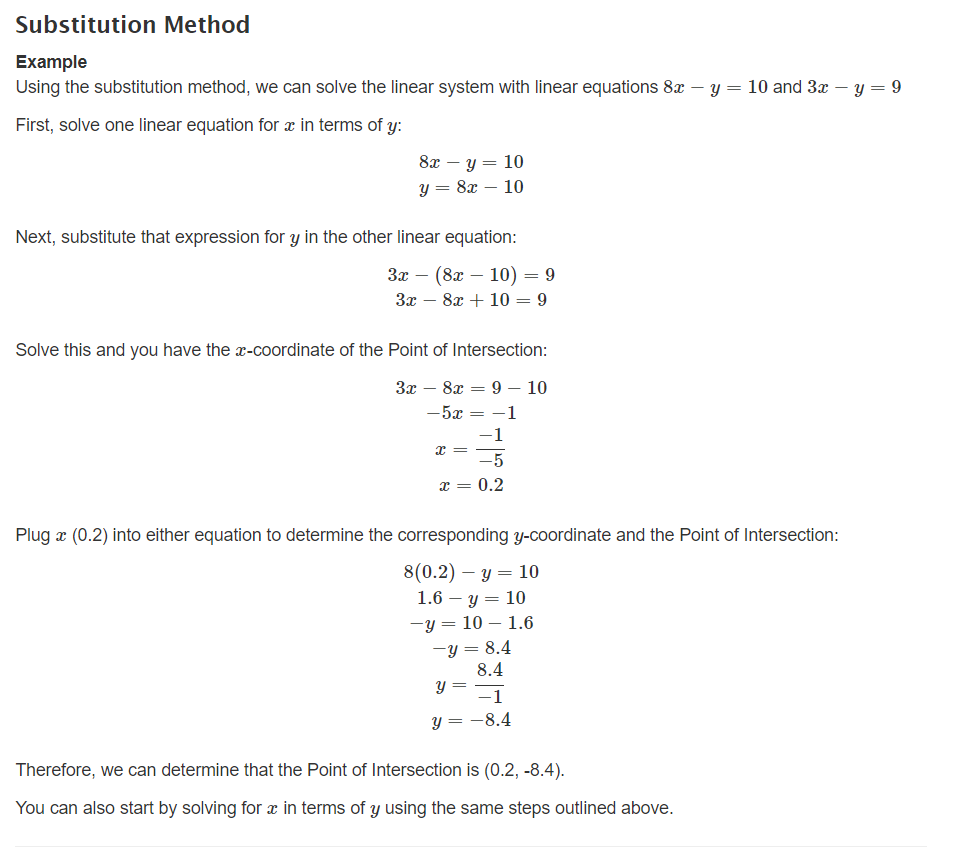 Substitution Method
Example
Using the substitution method, we can solve the linear system with linear equations 8x − y = 10 and 3x − y = 9
First, solve one linear equation for x in terms of y:
8x − y = 10
y = 8x − 10
Next, substitute that expression for y in the other linear equation:
3x − (8x − 10) = 9
3x − 8x + 10 = 9
Solve this and you have the x-coordinate of the Point of Intersection:
3x − 8x = 9 − 10
−5x = −1
x = −1/−5
x = 0.2
Plug x (0.2) into either equation to determine the corresponding y-coordinate and the Point of Intersection:
8(0.2) − y = 10
1.6 − y = 10
−y = 10 − 1.6
−y = 8.4
y = 8.4/−1
y = −8.4
Therefore, we can determine that the Point of Intersection is (0.2, -8.4).
You can also start by solving for x in terms of y using the same steps outlined above.